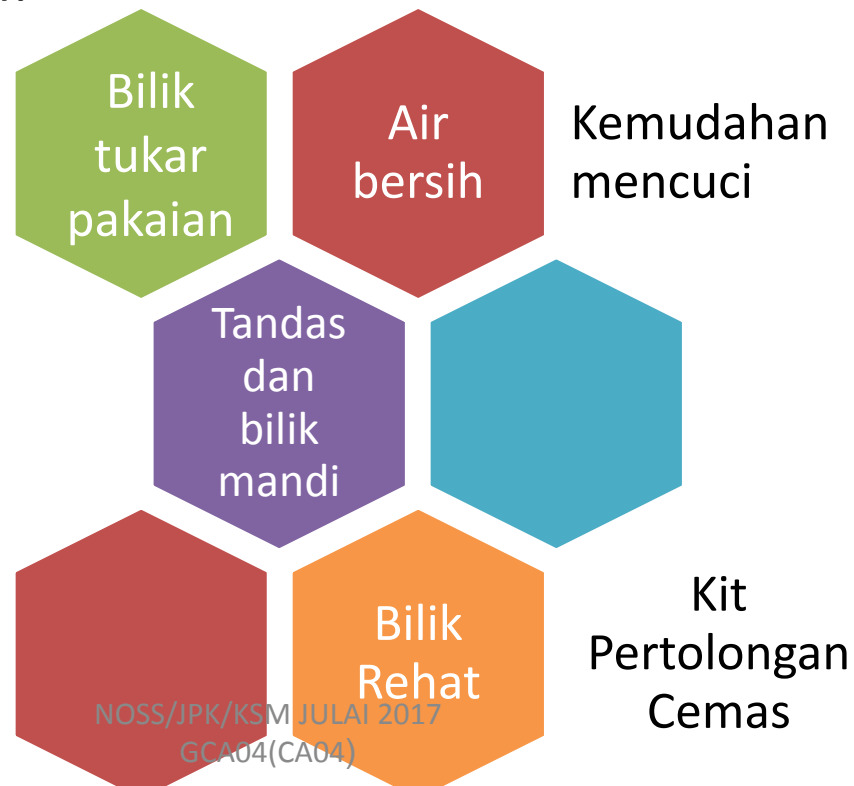 Bilik
tukar
pakaian
Air
bersih
Kemudahan
mencuci
Tandas
dan
bilik
mandi
Bilik
Rehat
Kit
Pertolongan
Cemas
NOSS/JPK/KSM JULAI 2017
GCA04(CA04)